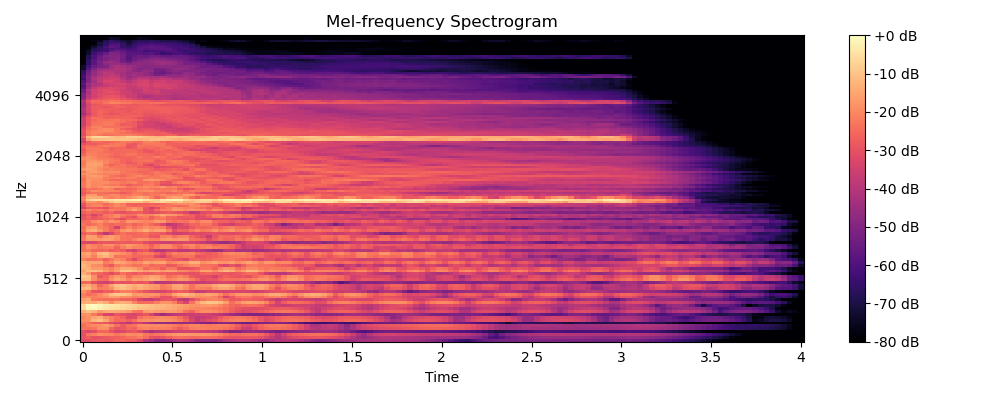 Mel-frequency Spectrogram
Hz
4096
2048
1024
512
0
0
0.5
1
1.5
2
2.5
3
3.5
4
Time
+0 dB
-10 dB
-20 dB
-30 dB
-40 dB
-50 dB
-60 dB
-70 dB
-80 dB